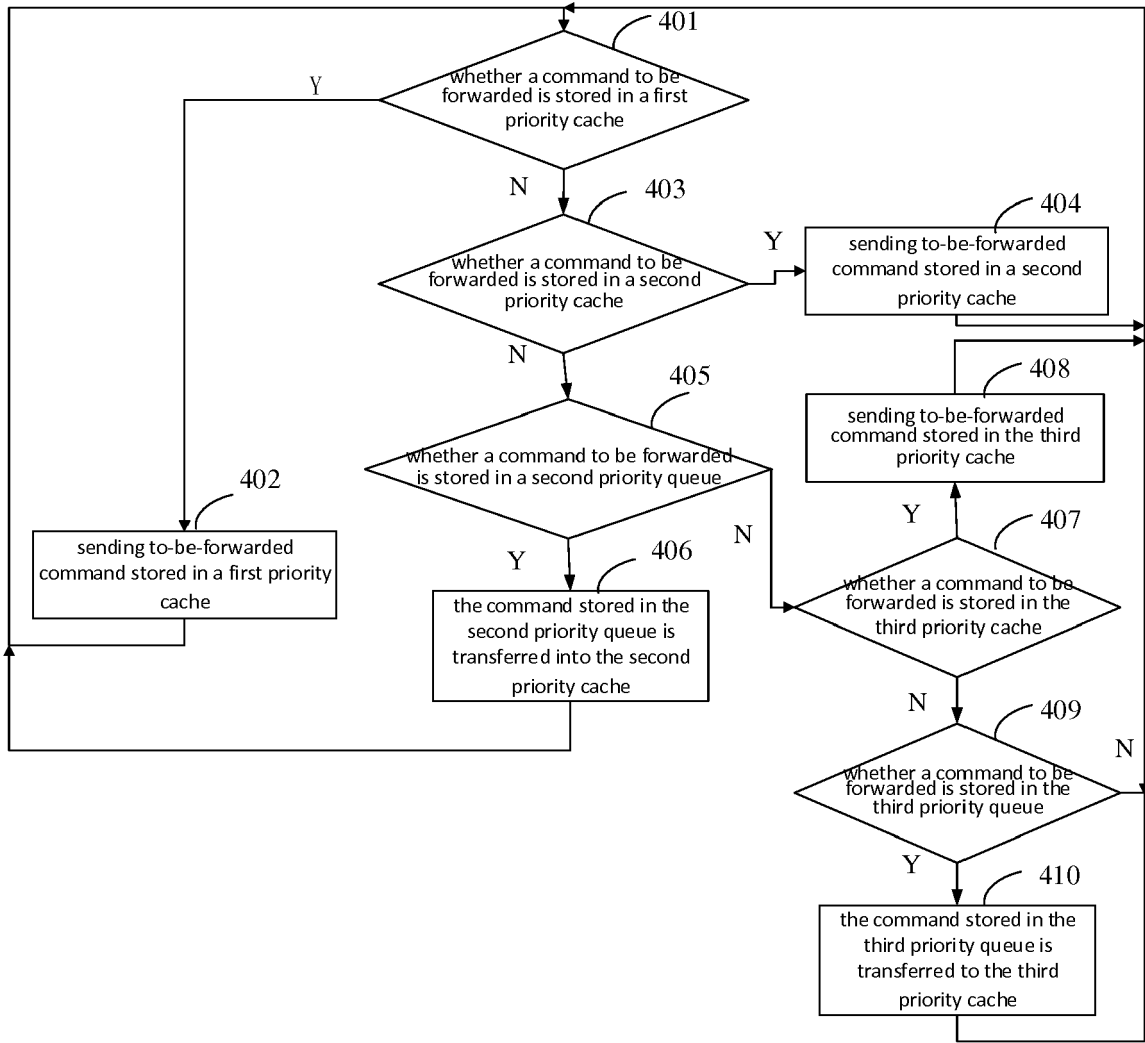 401
whether a command to be
forwarded is stored in a first
priority cache
Y
N
403
whether a command to be
forwarded is stored in a second
priority cache
Y
404
sending to-be-forwarded
command stored in a second
priority cache
N
405
whether a command to be forwarded
is stored in a second priority queue
408
sending to-be-forwarded
command stored in the third
priority cache
402
sending to-be-forwarded
command stored in a first priority
cache
Y
406
the command stored in the
second priority queue is
transferred into the second
priority cache
N
Y
407
whether a command to be
forwarded is stored in the
third priority cache
N
409
whether a command to be
forwarded is stored in the
third priority queue
N
Y
410
the command stored in the
third priority queue is
transferred to the third
priority cache